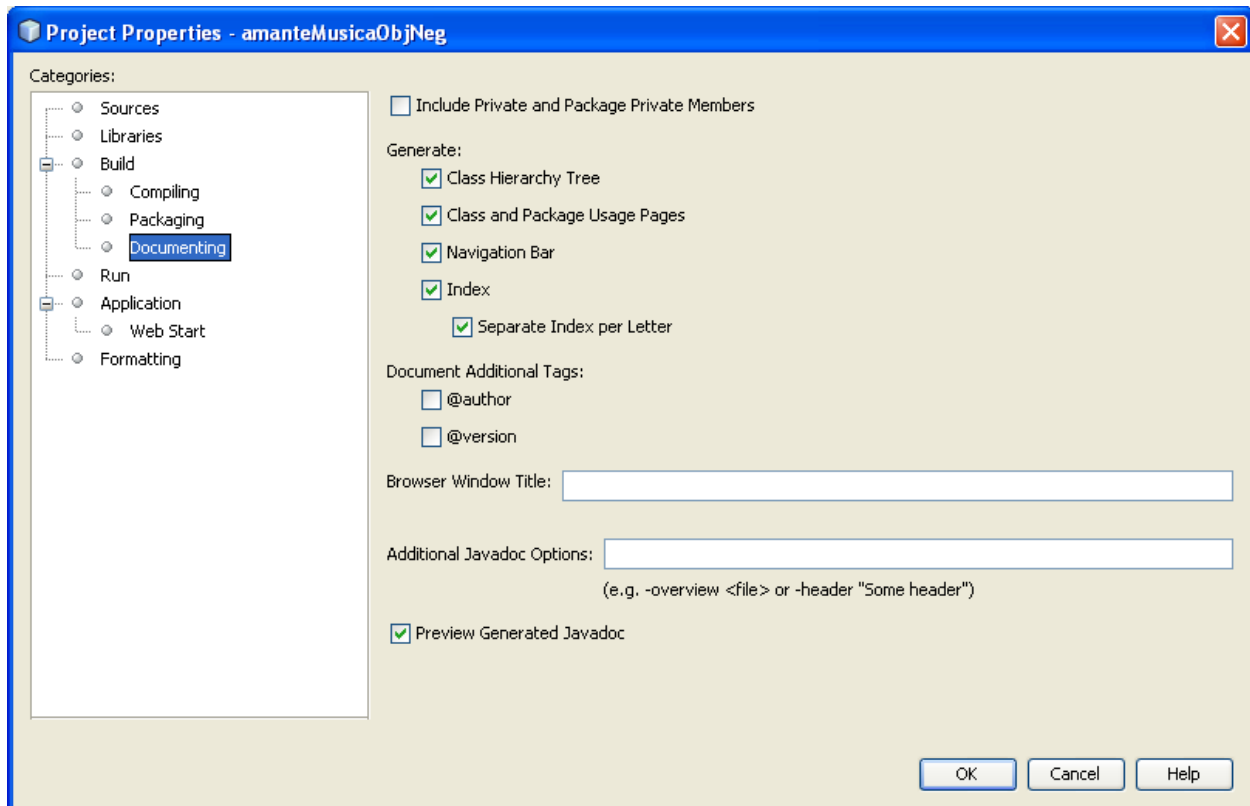 Project Properties - amanteMusicaObjNeg
Categories:
Sources
Libraries
Build
Compiling
Packaging
Documenting
Run
Application
Web Start
Formatting
Include Private and Package Private Members
Generate:
Class Hierarchy Tree
Class and Package Usage Pages
Navigation Bar
Index
Separate Index per Letter
Document Additional Tags:
@author
@version
Browser Window Title:
Additional Javadoc Options:
(e.g. -overview <file> or -header "Some header")
Preview Generated Javadoc
OK Cancel Help